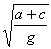 √((a + c)/g)